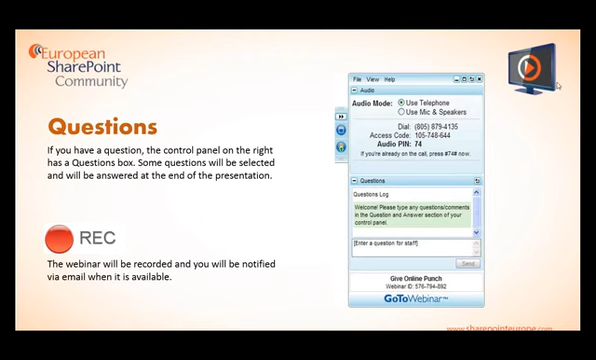 European
SharePoint
Community
Questions
If you have a question, the control panel on the right
has a Questions box. Some questions will be selected
and will be answered at the end of the presentation.
REC
The webinar will be recorded and you will be notified
via email when it is available.
File View Help
Audio
Audio Mode: Use Telephone
Use Mic & Speakers
Dial: (805) 879-4135
Access Code: 105-748-644
Audio PIN: 74
If you're already on the call, press #74# now.
Questions
Questions Log
Welcome! Please type any questions/comments
in the Question and Answer section of your
control panel.
[Enter a question for staff]
Send
Give Online Punch
Webinar ID: 576-794-892
GoToWebinar™
www.sharepointeurope.com